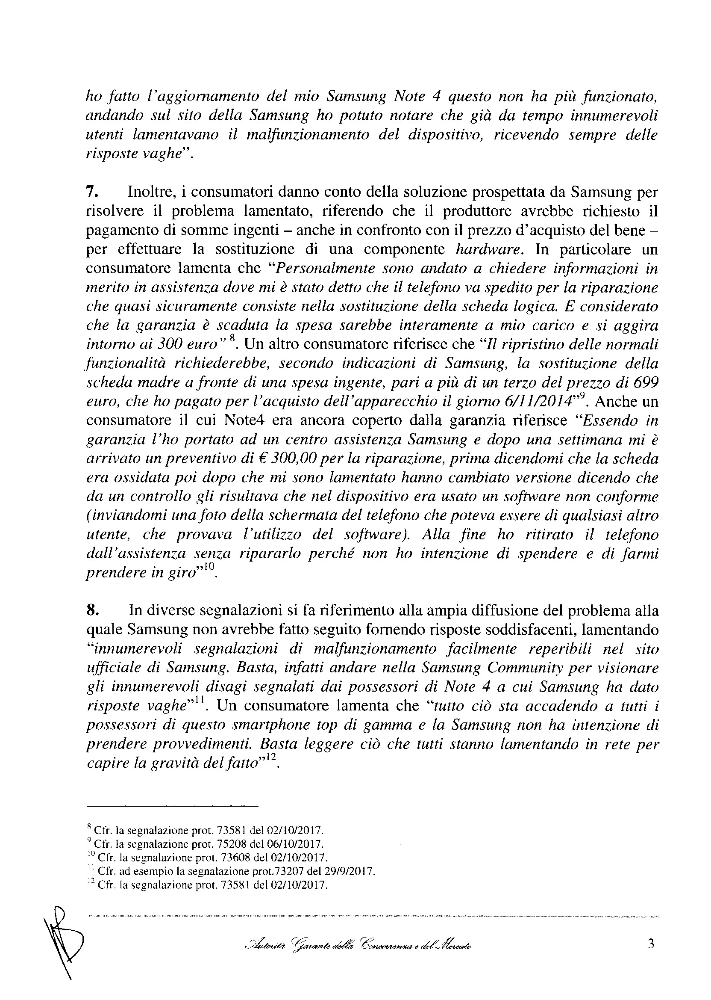 ho fatto l'aggiornamento del mio Samsung Note 4 questo non ha più funzionato,
andando sul sito della Samsung ho potuto notare che già da tempo innumerevoli
utenti lamentavano il malfunzionamento del dispositivo, ricevendo sempre delle
risposte vaghe”.
7. Inoltre, i consumatori danno conto della soluzione prospettata da Samsung per
risolvere il problema lamentato, riferendo che il produttore avrebbe richiesto il
pagamento di somme ingenti – anche in confronto con il prezzo d'acquisto del bene –
per effettuare la sostituzione di una componente hardware. In particolare un
consumatore lamenta che “Personalmente sono andato a chiedere informazioni in
merito in assistenza dove mi è stato detto che il telefono va spedito per la riparazione
che quasi sicuramente consiste nella sostituzione della scheda logica. E considerato
che la garanzia è scaduta la spesa sarebbe interamente a mio carico e si aggira
intorno ai 300 euro” 8. Un altro consumatore riferisce che “Il ripristino delle normali
funzionalità richiederebbe, secondo indicazioni di Samsung, la sostituzione della
scheda madre a fronte di una spesa ingente, pari a più di un terzo del prezzo di 699
euro, che ho pagato per l'acquisto dell'apparecchio il giorno 6/11/2014”9. Anche un
consumatore il cui Note4 era ancora coperto dalla garanzia riferisce “Essendo in
garanzia l'ho portato ad un centro assistenza Samsung e dopo una settimana mi è
arrivato un preventivo di € 300,00 per la riparazione, prima dicendomi che la scheda
era ossidata poi dopo che mi sono lamentato hanno cambiato versione dicendo che
da un controllo gli risultava che nel dispositivo era usato un software non conforme
(inviandomi una foto della schermata del telefono che poteva essere di qualsiasi altro
utente, che provava l'utilizzo del software). Alla fine ho ritirato il telefono
dall'assistenza senza ripararlo perché non ho intenzione di spendere e di farmi
prendere in giro”10.
8. In diverse segnalazioni si fa riferimento alla ampia diffusione del problema alla
quale Samsung non avrebbe fatto seguito fornendo risposte soddisfacenti, lamentando
“innumerevoli segnalazioni di malfunzionamento facilmente reperibili nel sito
ufficiale di Samsung. Basta, infatti andare nella Samsung Community per visionare
gli innumerevoli disagi segnalati dai possessori di Note 4 a cui Samsung ha dato
risposte vaghe”11. Un consumatore lamenta che “tutto ciò sta accadendo a tutti i
possessori di questo smartphone top di gamma e la Samsung non ha intenzione di
prendere provvedimenti. Basta leggere ciò che tutti stanno lamentando in rete per
capire la gravità del fatto”12.
8 Cfr. la segnalazione prot. 73581 del 02/10/2017.
9 Cfr. la segnalazione prot. 75208 del 06/10/2017.
10 Cfr. la segnalazione prot. 73608 del 02/10/2017.
11 Cfr. ad esempio la segnalazione prot.73207 del 29/9/2017.
12 Cfr. la segnalazione prot. 73581 del 02/10/2017.
Autorità Garante della Concorrenza e del Mercato
3